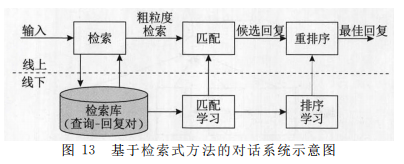 粗粒度
输入 检索 检索 匹配 候选回复 重排序 最佳回复
线上
线下
检索库
(查询-回复对)
匹配
学习
排序
学习
图 13 基于检索式方法的对话系统示意图